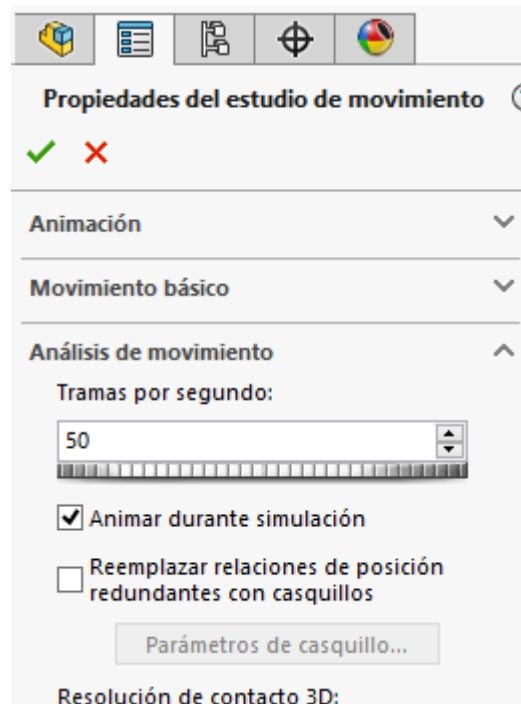 Propiedades del estudio de movimiento
Animación
Movimiento básico
Análisis de movimiento
Tramas por segundo:
50
Animar durante simulación
Reemplazar relaciones de posición
redundantes con casquillos
Parámetros de casquillo...
Resolución de contacto 3D: